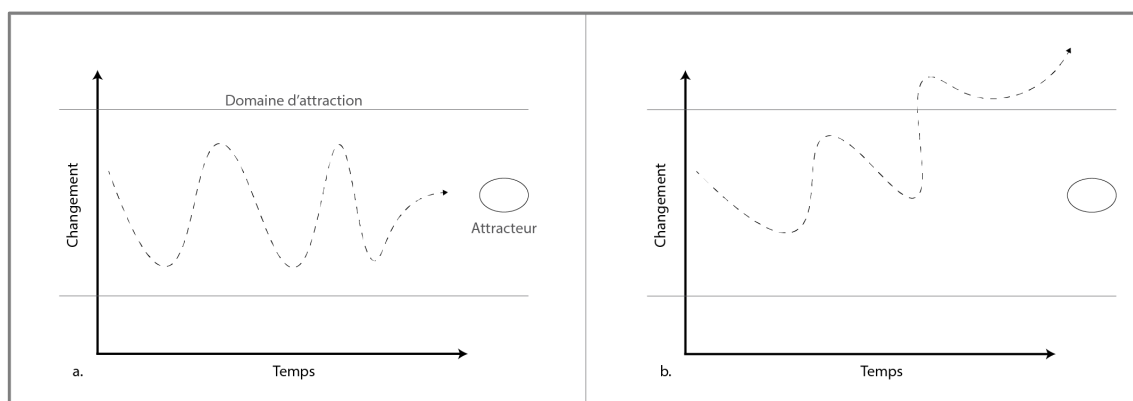 Domaine d'attraction
Changement
Attracteur
a.
Temps
Changement
b.
Temps